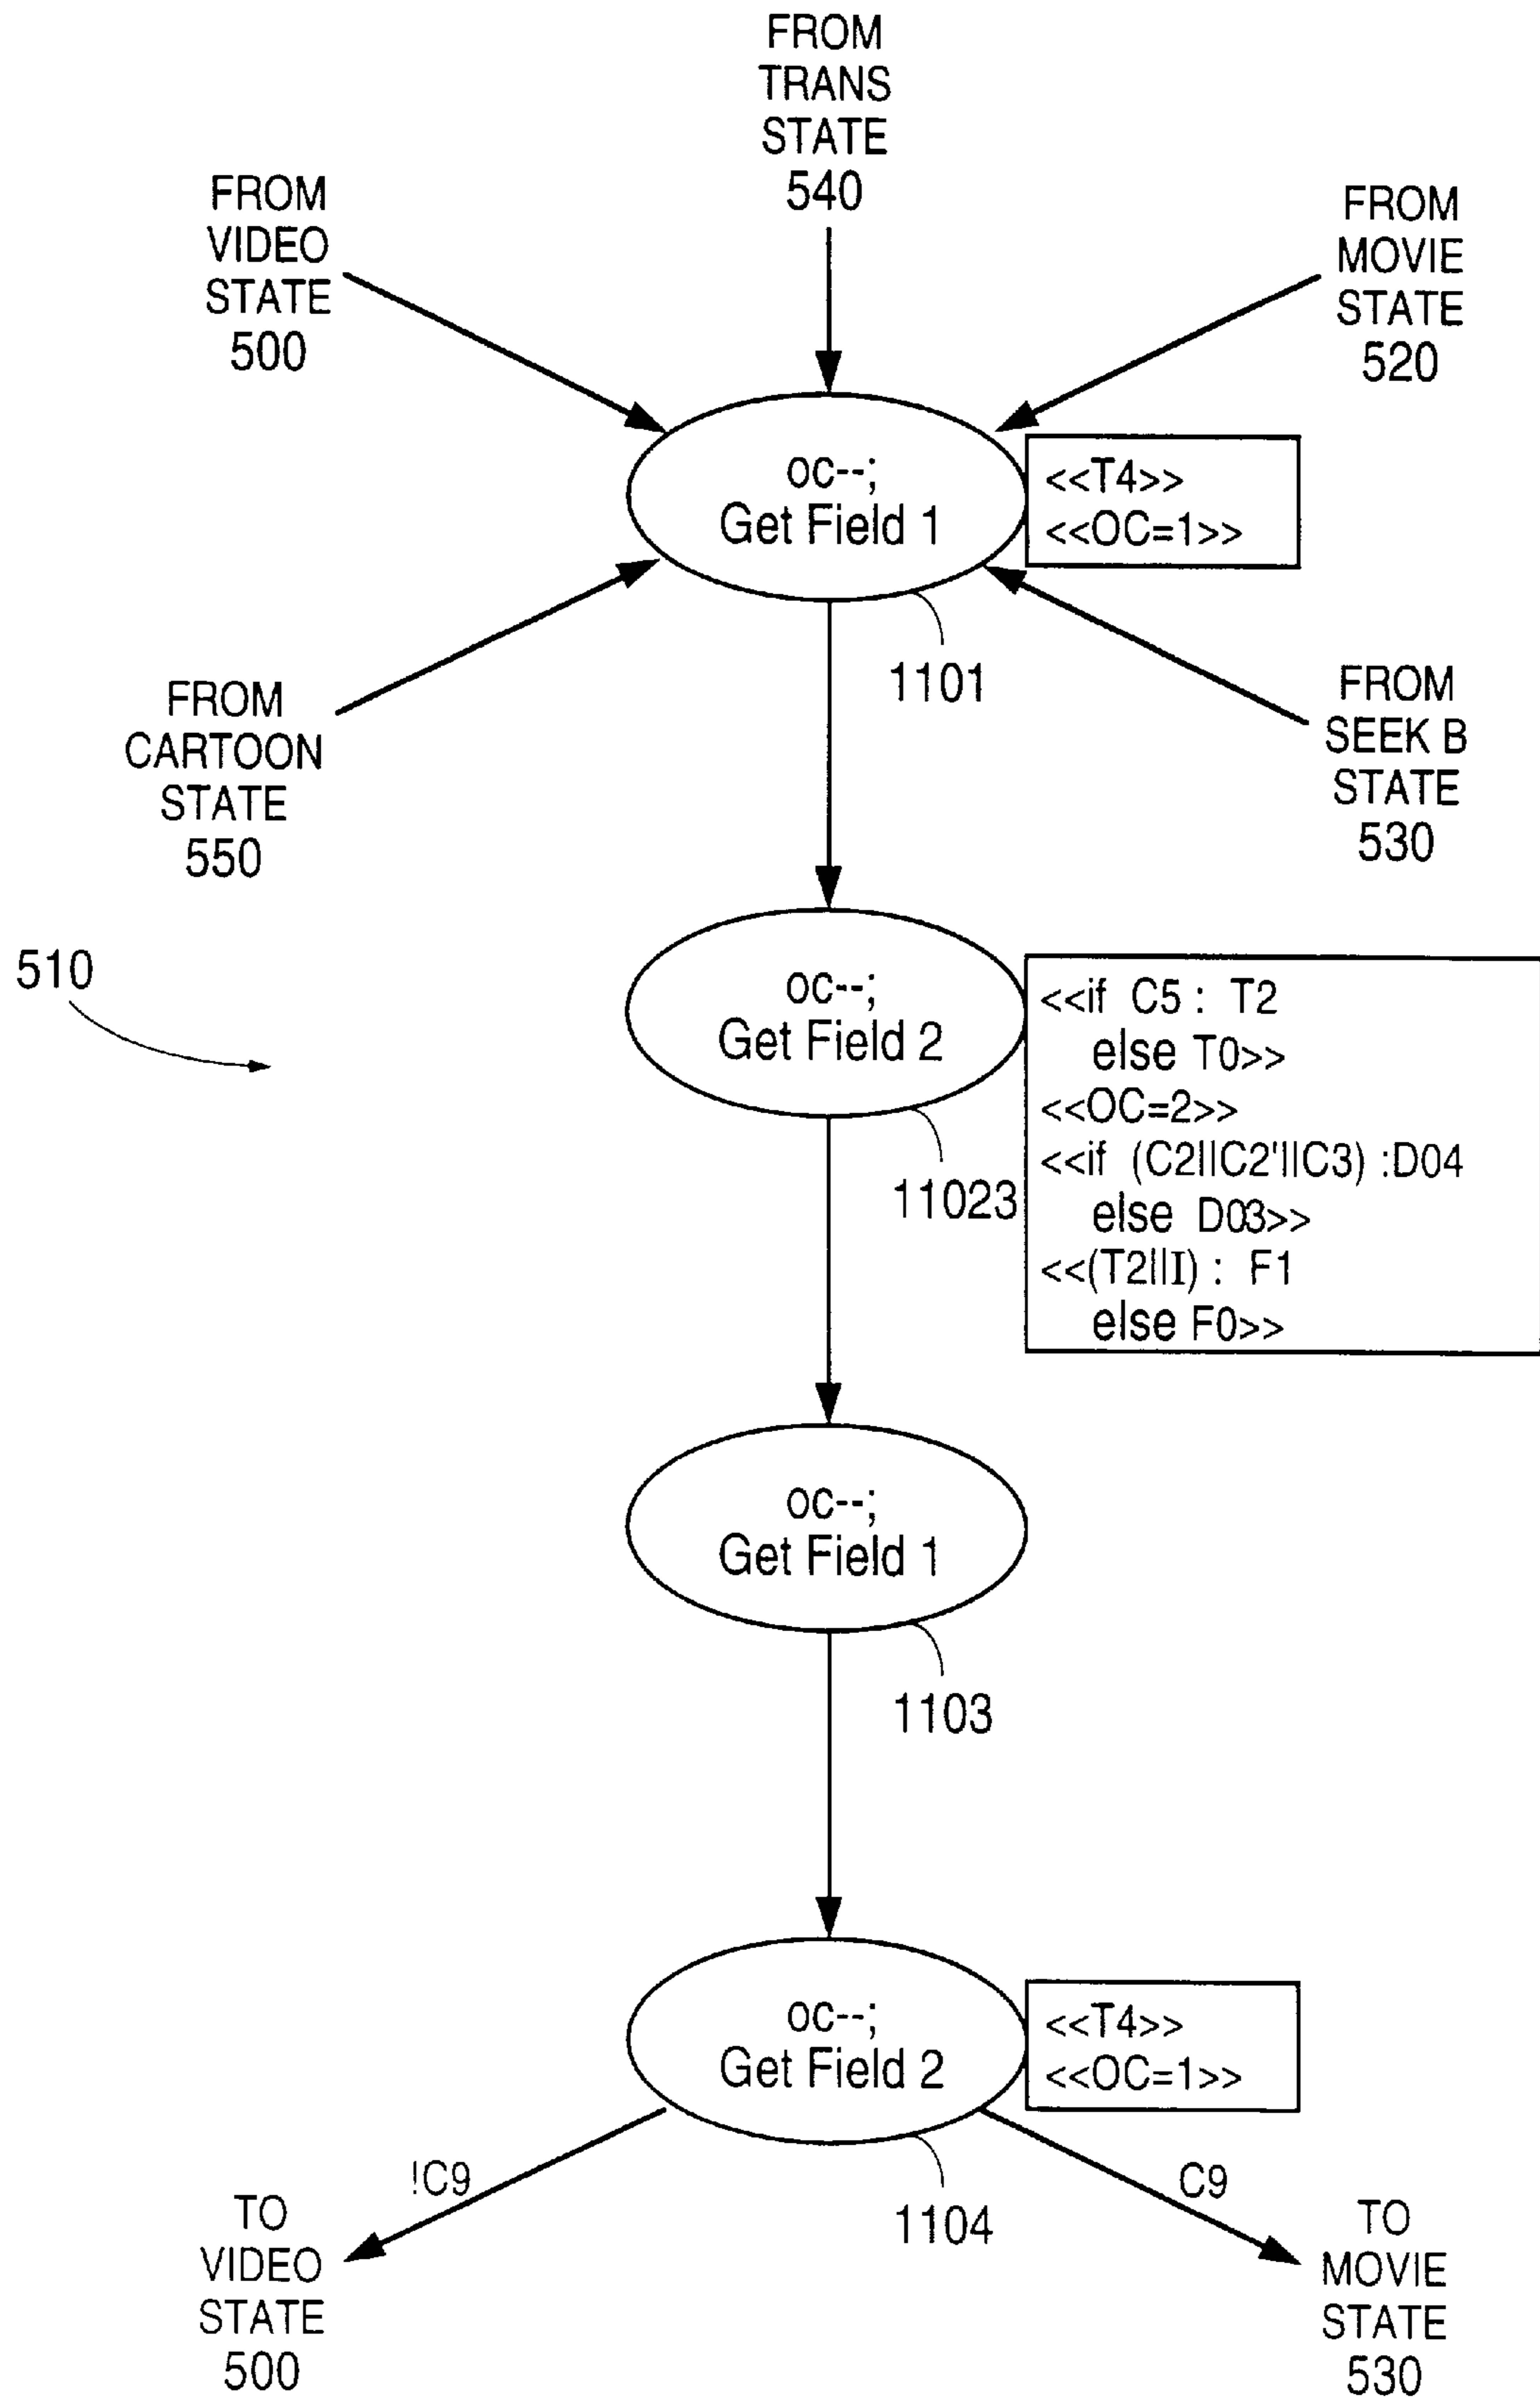 FROM
TRANS
STATE
540
FROM
VIDEO
STATE
500
FROM
MOVIE
STATE
520
oc--;
Get Field 1
<<T4>>
<<OC=1>>
1101
FROM
CARTOON
STATE
550
FROM
SEEK B
STATE
530
510
oc--;
Get Field 2
<<if C5 : T2
else T0>>
<<OC=2>>
<<if (C2||C2'||C3) :D04
else D03>>
<<(T2||I) : F1
else F0>>
11023
oc--;
Get Field 1
1103
oc--;
Get Field 2
<<T4>>
<<OC=1>>
1104
!C9
C9
TO
VIDEO
STATE
500
TO
MOVIE
STATE
530